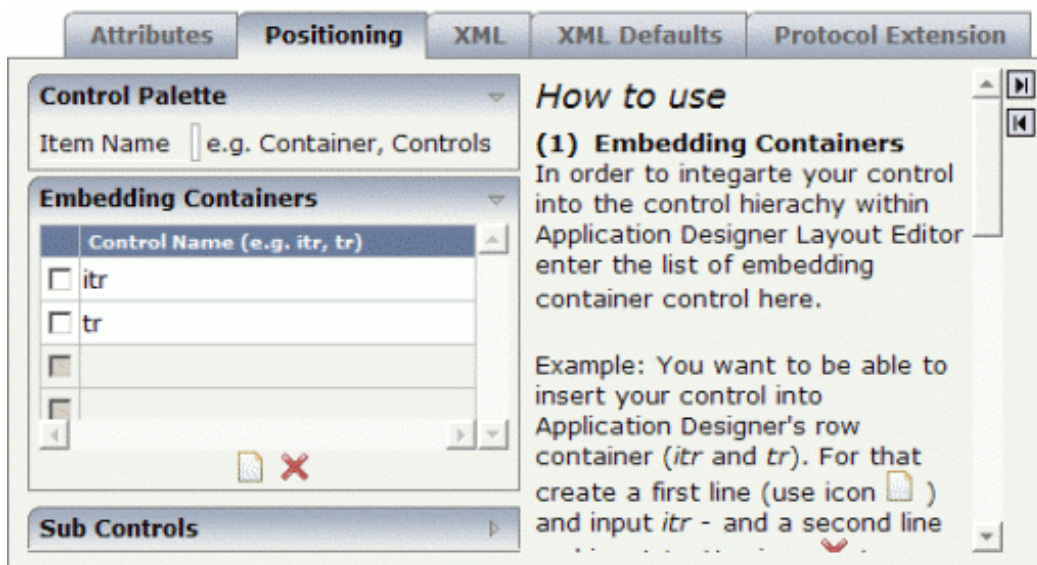 Attributes Positioning XML XML Defaults Protocol Extension
Control Palette
Item Name e.g. Container, Controls
Embedding Containers
Control Name (e.g. itr, tr)
itr
tr
Sub Controls
How to use
(1) Embedding Containers
In order to integarte your control
into the control hierachy within
Application Designer Layout Editor
enter the list of embedding
container control here.
Example: You want to be able to
insert your control into
Application Designer's row
container (itr and tr). For that
create a first line (use icon )
and input itr - and a second line